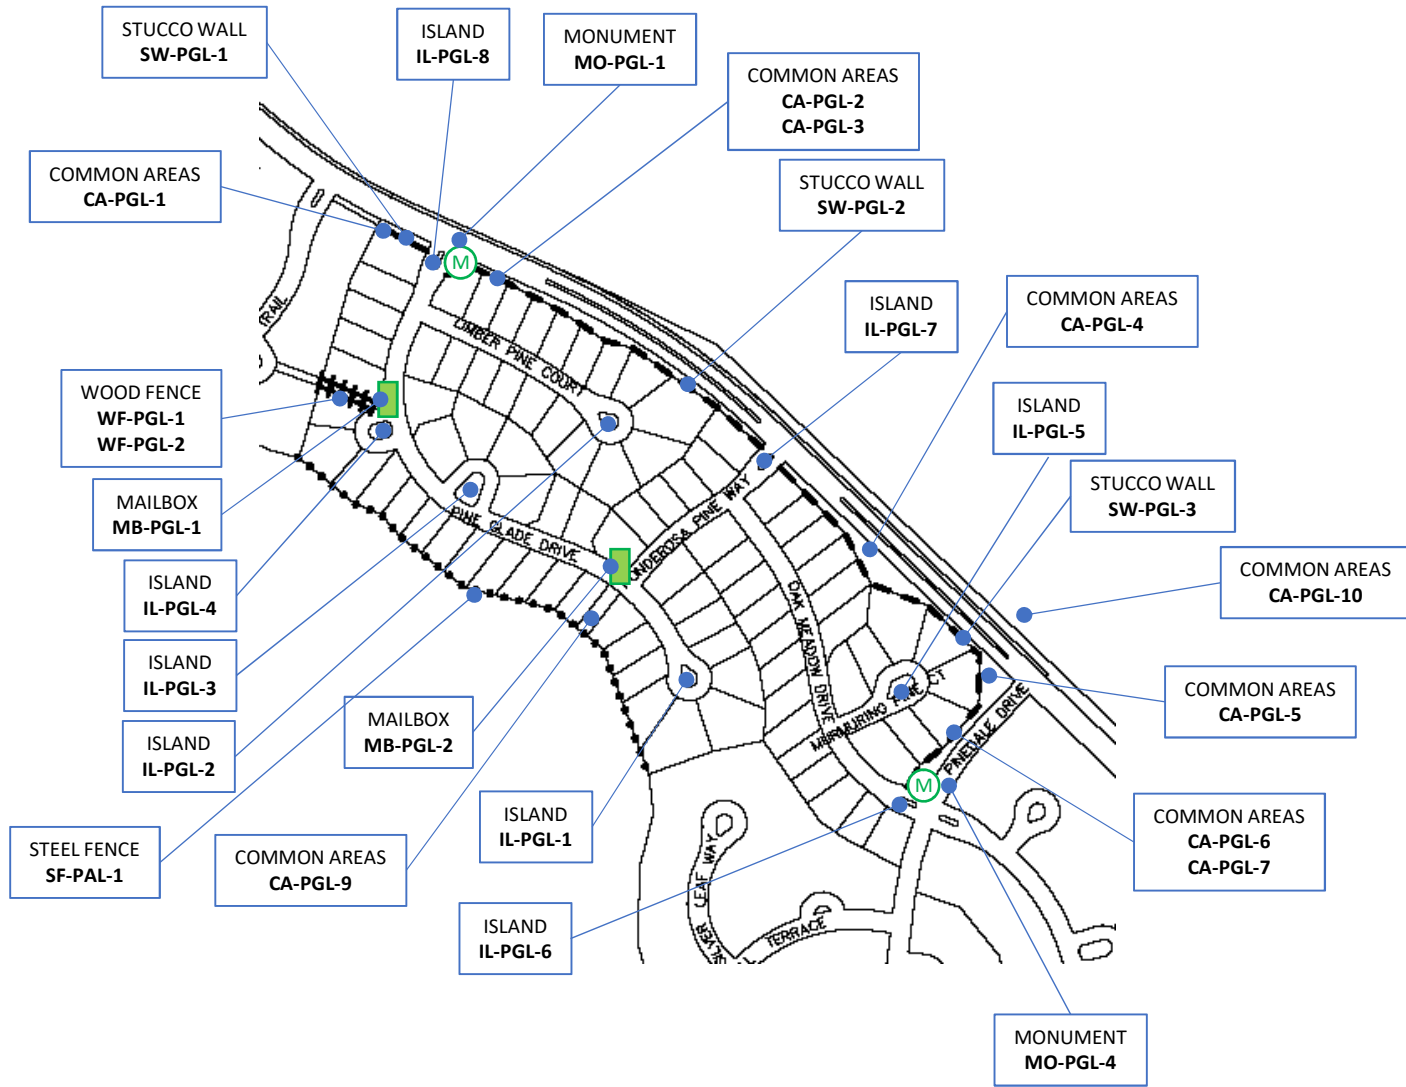 STUCCO WALL
SW-PGL-1
ISLAND
IL-PGL-8
MONUMENT
MO-PGL-1
COMMON AREAS
CA-PGL-2
CA-PGL-3
COMMON AREAS
CA-PGL-1
STUCCO WALL
SW-PGL-2
M
ISLAND
IL-PGL-7
COMMON AREAS
CA-PGL-4
TRAIL
LIMBER PINE COURT
WOOD FENCE
WF-PGL-1
WF-PGL-2
ISLAND
IL-PGL-5
STUCCO WALL
SW-PGL-3
MAILBOX
MB-PGL-1
PINE GLADE DRIVE
PONDEROSA PINE WAY
ISLAND
IL-PGL-4
OAK MEADOW DRIVE
COMMON AREAS
CA-PGL-10
ISLAND
IL-PGL-3
MURMURING PINE CT
COMMON AREAS
CA-PGL-5
MAILBOX
MB-PGL-2
ISLAND
IL-PGL-2
PINEDALE DRIVE
M
ISLAND
IL-PGL-1
COMMON AREAS
CA-PGL-6
CA-PGL-7
STEEL FENCE
SF-PAL-1
COMMON AREAS
CA-PGL-9
SILVER LEAF WAY
TERRACE
ISLAND
IL-PGL-6
MONUMENT
MO-PGL-4